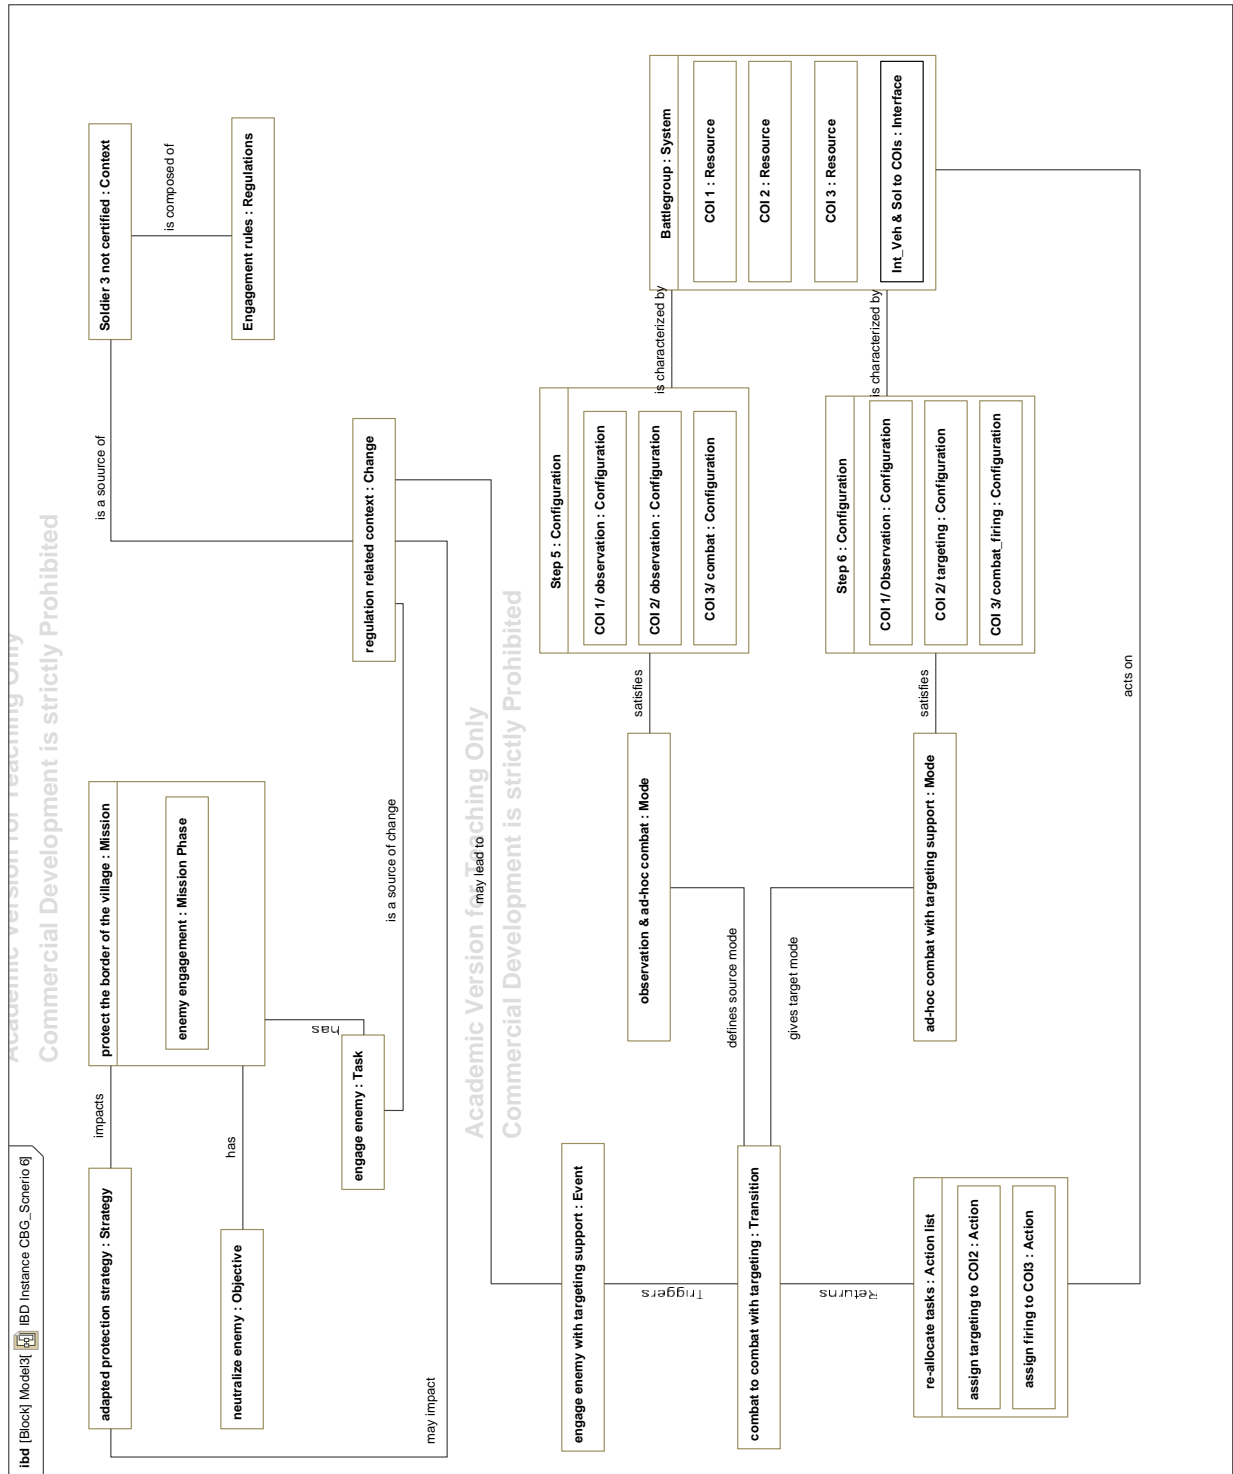 ibd [Block] Model3[ IBD Instance CBG_Scnerio 6]
Academic Version for Teaching Only
Commercial Development is strictly Prohibited
adapted protection strategy : Strategy
impacts
protect the border of the village : Mission
enemy engagement : Mission Phase
neutralize enemy : Objective
has
has
engage enemy : Task
is a source of change
is a souurce of
Soldier 3 not certified : Context
is composed of
Engagement rules : Regulations
regulation related context : Change
may impact
may lead to
Academic Version for Teaching Only
Commercial Development is strictly Prohibited
engage enemy with targeting support : Event
Triggers
combat to combat with targeting : Transition
Returns
re-allocate tasks : Action list
assign targeting to COI2 : Action
assign firing to COI3 : Action
defines source mode
gives target mode
observation & ad-hoc combat : Mode
ad-hoc combat with targeting support : Mode
satisfies
satisfies
Step 5 : Configuration
COI 1/ observation : Configuration
COI 2/ observation : Configuration
COI 3/ combat : Configuration
Step 6 : Configuration
COI 1/ Observation : Configuration
COI 2/ targeting : Configuration
COI 3/ combat_firing : Configuration
is characterized by
is characterized by
Battlegroup : System
COI 1 : Resource
COI 2 : Resource
COI 3 : Resource
Int_Veh & Sol to COIs : Interface
acts on